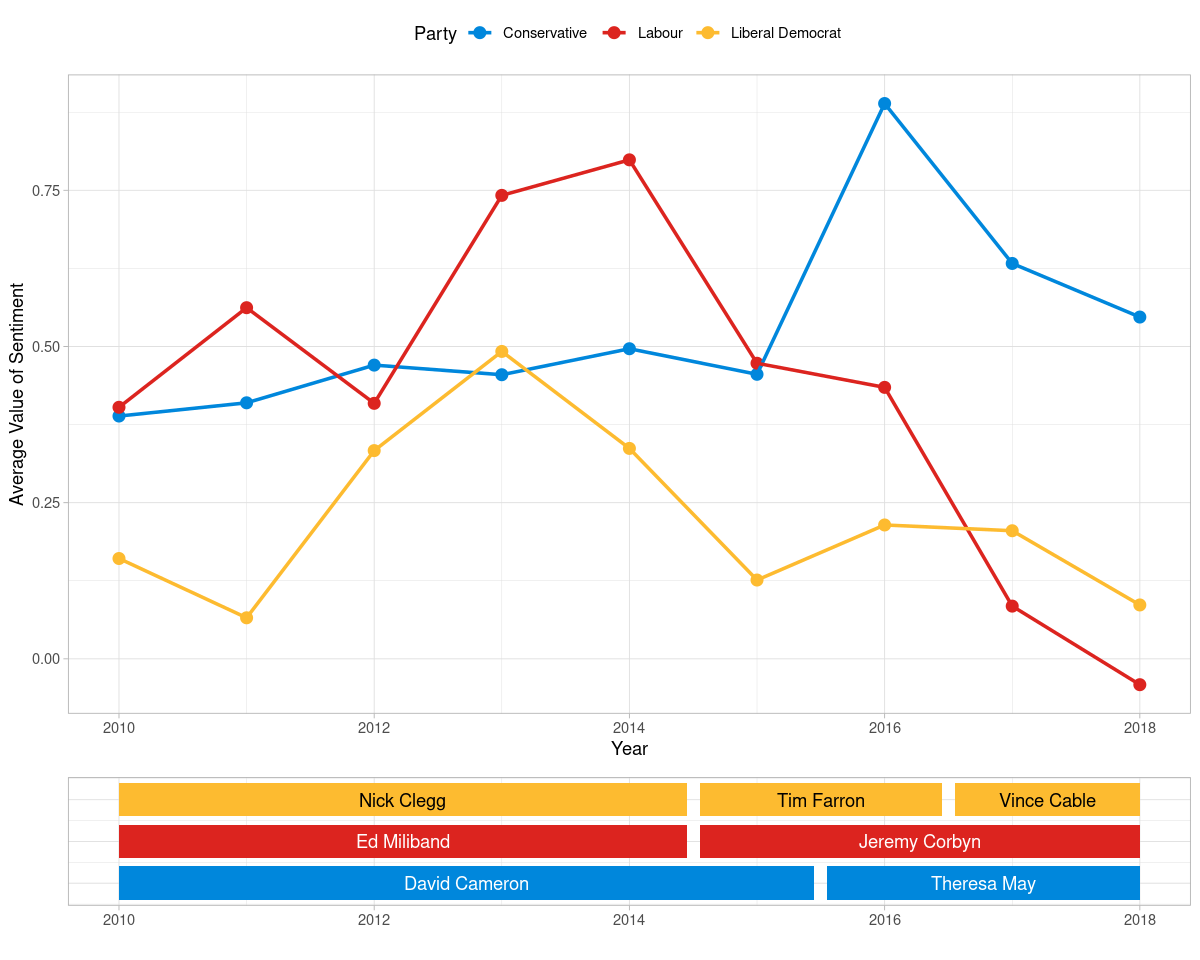 Party Conservative Labour Liberal Democrat
Average Value of Sentiment
0.75
0.50
0.25
0.00
2010 2012 2014 2016 2018
Year
Nick Clegg Tim Farron Vince Cable
Ed Miliband Jeremy Corbyn
David Cameron Theresa May
2010 2012 2014 2016 2018